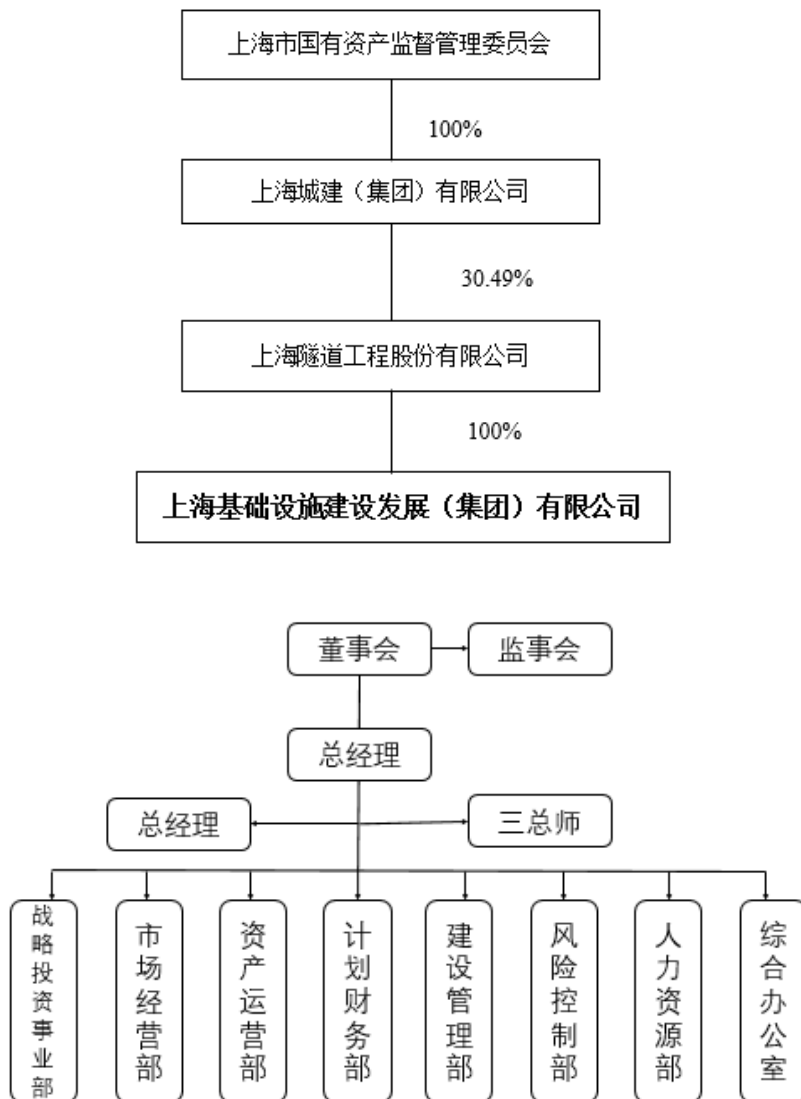 上海市国有资产监督管理委员会
100%
上海城建（集团）有限公司
30.49%
上海隧道工程股份有限公司
100%
上海基础设施建设发展（集团）有限公司
董事会
监事会
总经理
总经理
三总师
战略投资事业部
市场经营部
资产运营部
计划财务部
建设管理部
风险控制部
人力资源部
综合办公室